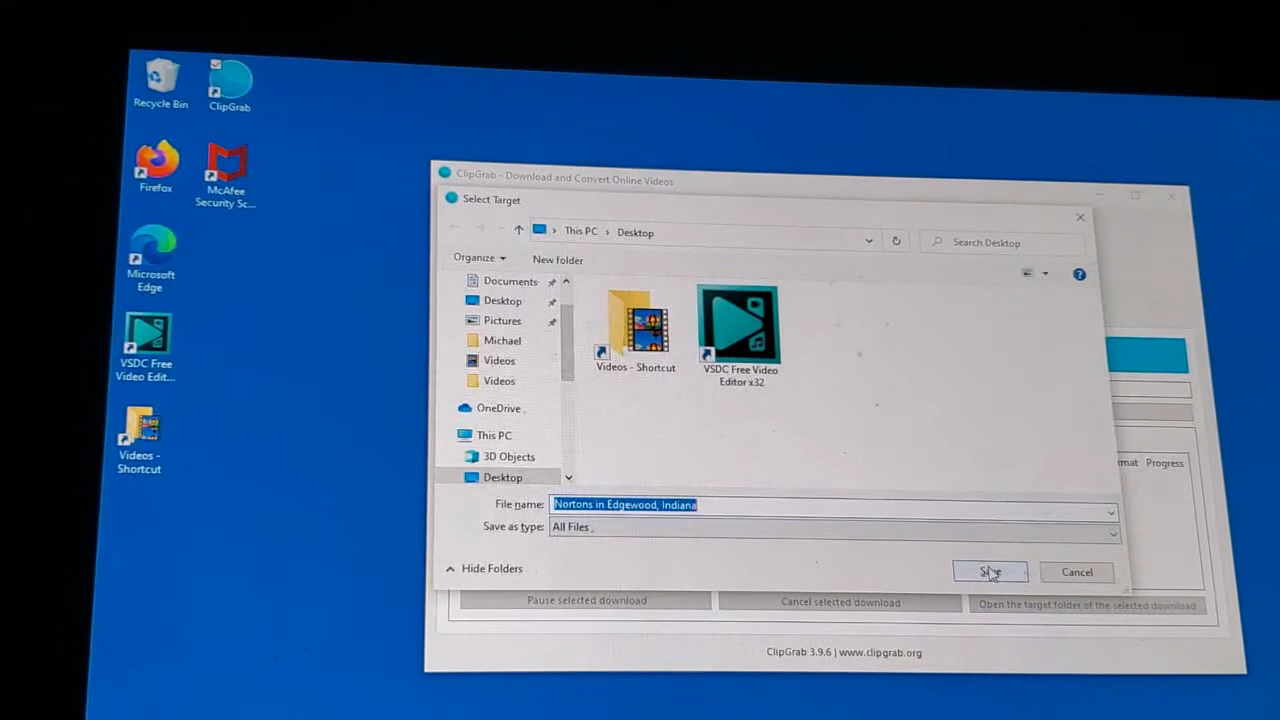 Recycle Bin
ClipGrab
Firefox
McAfee
Security Sc...
Microsoft
Edge
VSDC Free
Video Edit...
Videos -
Shortcut
ClipGrab - Download and Convert Online Videos
Select Target
This PC › Desktop
Search Desktop
Organize
New folder
Documents
Desktop
Pictures
Michael
Videos
Videos
OneDrive
This PC
3D Objects
Desktop
Videos - Shortcut
VSDC Free Video
Editor x32
File name: Nortons in Edgewood, Indiana
Save as type: All Files
Hide Folders
Save
Cancel
Progress
Pause selected download
Cancel selected download
Open the target folder of the selected download
ClipGrab 3.9.6 | www.clipgrab.org